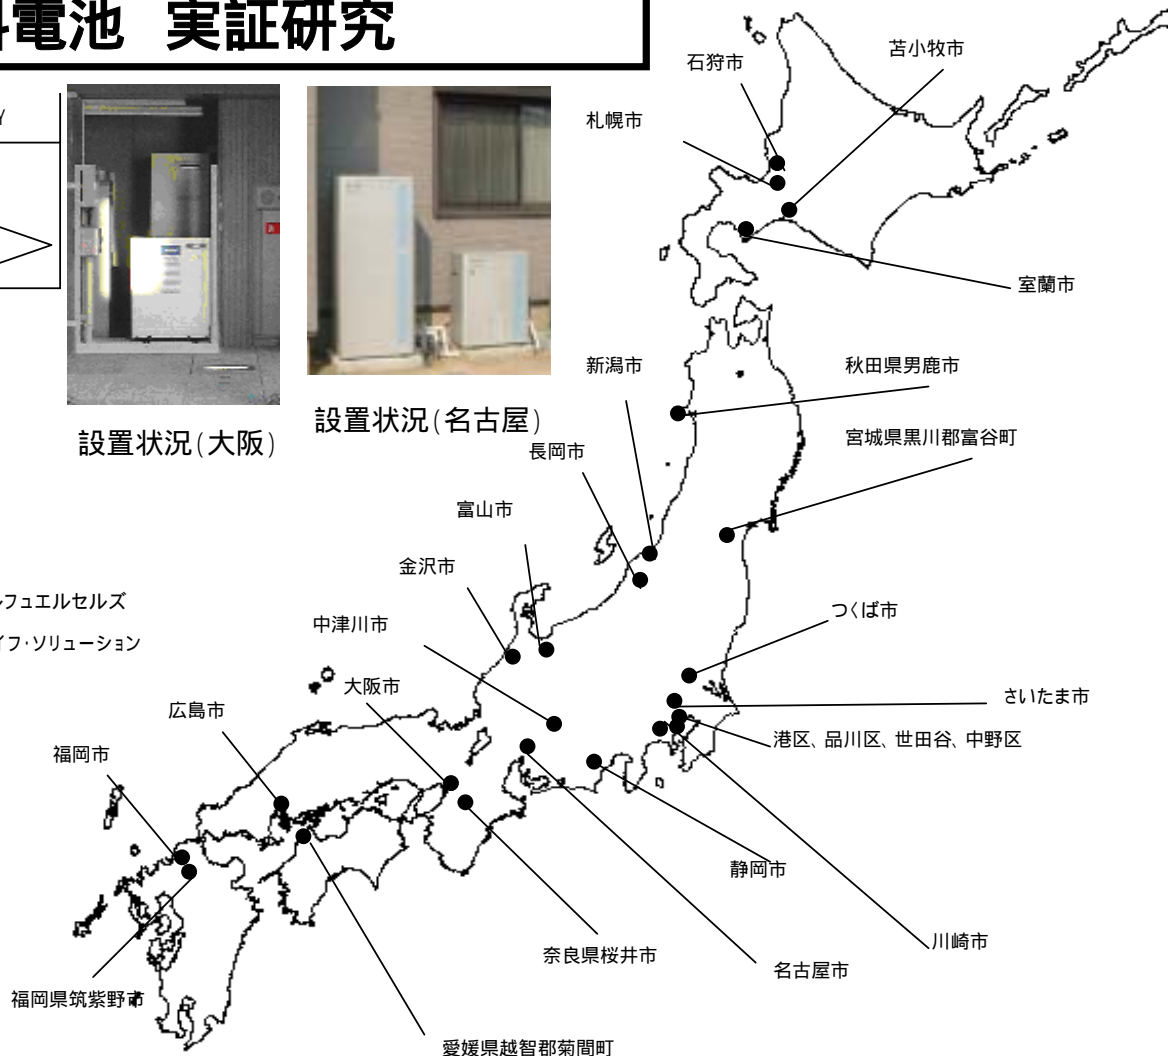 電池 実証研究
石狩市
苫小牧市
札幌市
室蘭市
新潟市
秋田県男鹿市
設置状況(名古屋)
設置状況(大阪)
宮城県黒川郡富谷町
長岡市
富山市
金沢市
フュエルセルズ
つくば市
中津川市
イフ・ソリューション
大阪市
さいたま市
広島市
港区、品川区、世田谷、中野区
福岡市
静岡市
川崎市
奈良県桜井市
名古屋市
福岡県筑紫野市
愛媛県越智郡菊間町